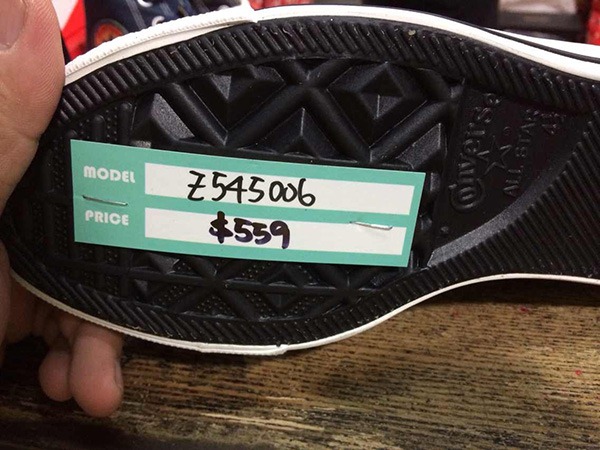 MODEL Z545006
PRICE $559
Converse
ALL STAR